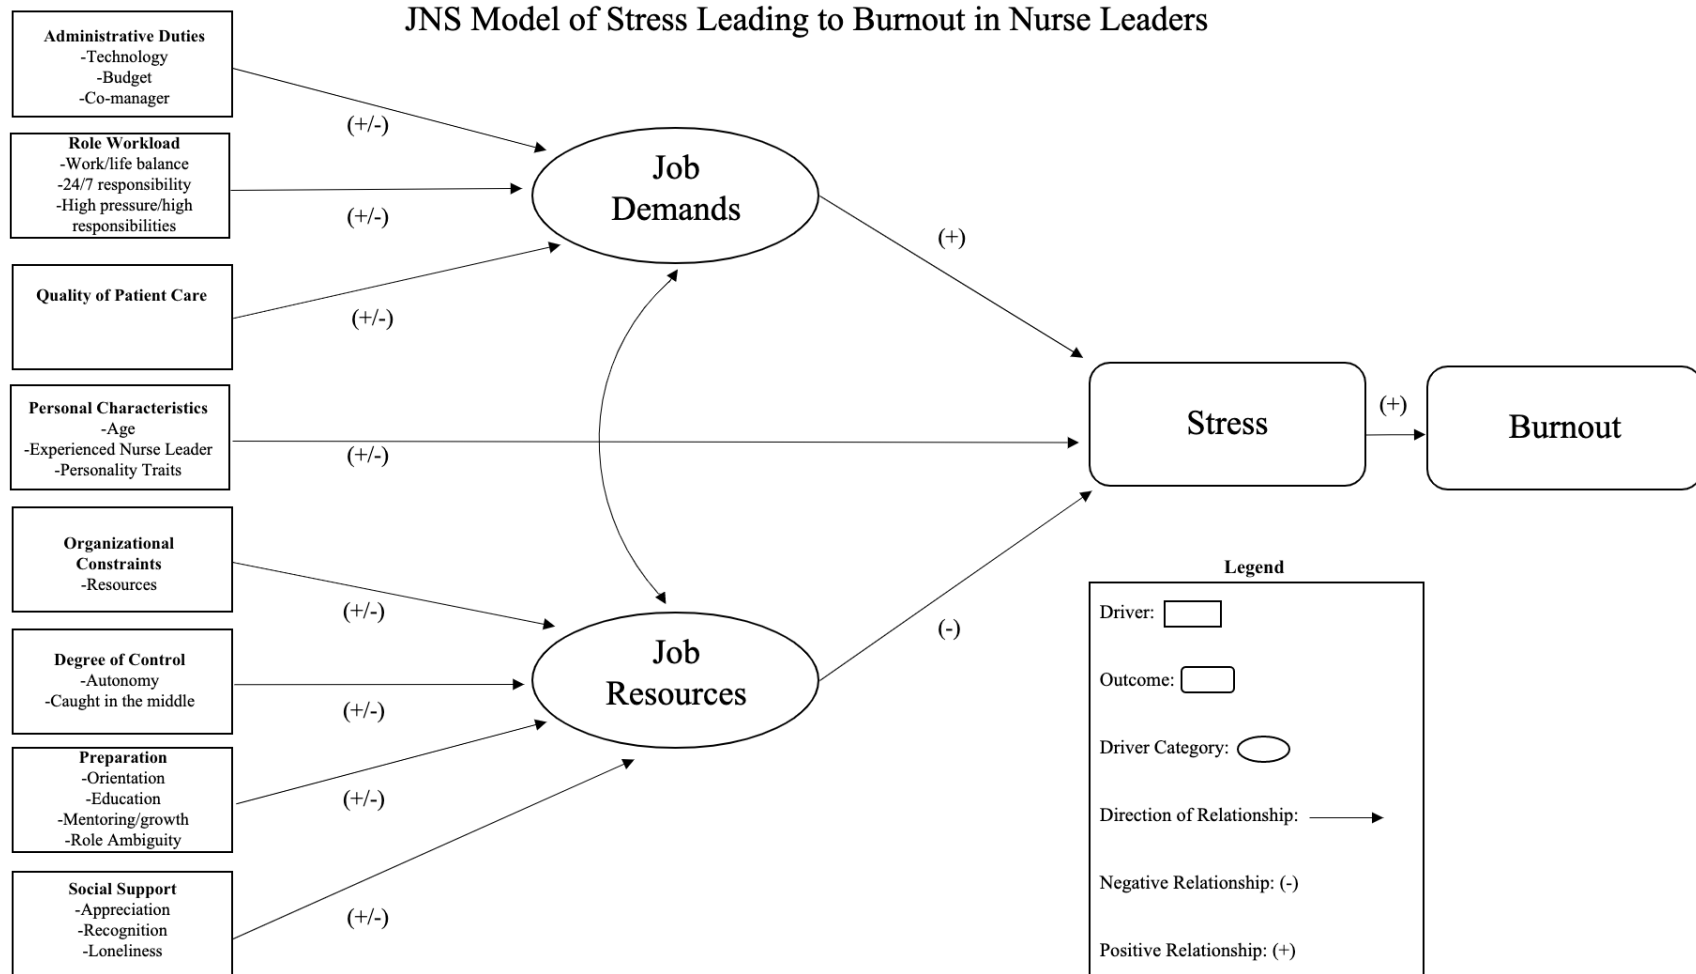 JNS Model of Stress Leading to Burnout in Nurse Leaders
Administrative Duties
-Technology
-Budget
-Co-manager
(+/-)
Role Workload
-Work/life balance
-24/7 responsibility
-High pressure/high
responsibilities
(+/-)
Quality of Patient Care
(+/-)
Personal Characteristics
-Age
-Experienced Nurse Leader
-Personality Traits
(+/-)
Organizational
Constraints
-Resources
(+/-)
Degree of Control
-Autonomy
-Caught in the middle
(+/-)
Preparation
-Orientation
-Education
-Mentoring/growth
-Role Ambiguity
(+/-)
Social Support
-Appreciation
-Recognition
-Loneliness
(+/-)
Job
Demands
(+)
Job
Resources
(-)
Stress
(+)
Burnout
Legend
Driver:
Outcome:
Driver Category:
Direction of Relationship:
Negative Relationship: (-)
Positive Relationship: (+)